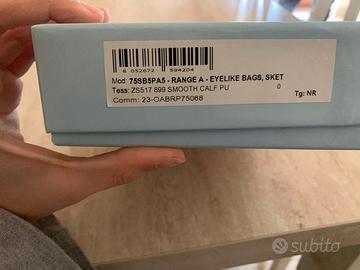 8 052672 594204
Mod: 75SB5PA5 - RANGE A - EYELIKE BAGS, SKET
Tess: ZS517 899 SMOOTH CALF PU 0
Comm: 23-OABRP75068 Tg: NR
subito